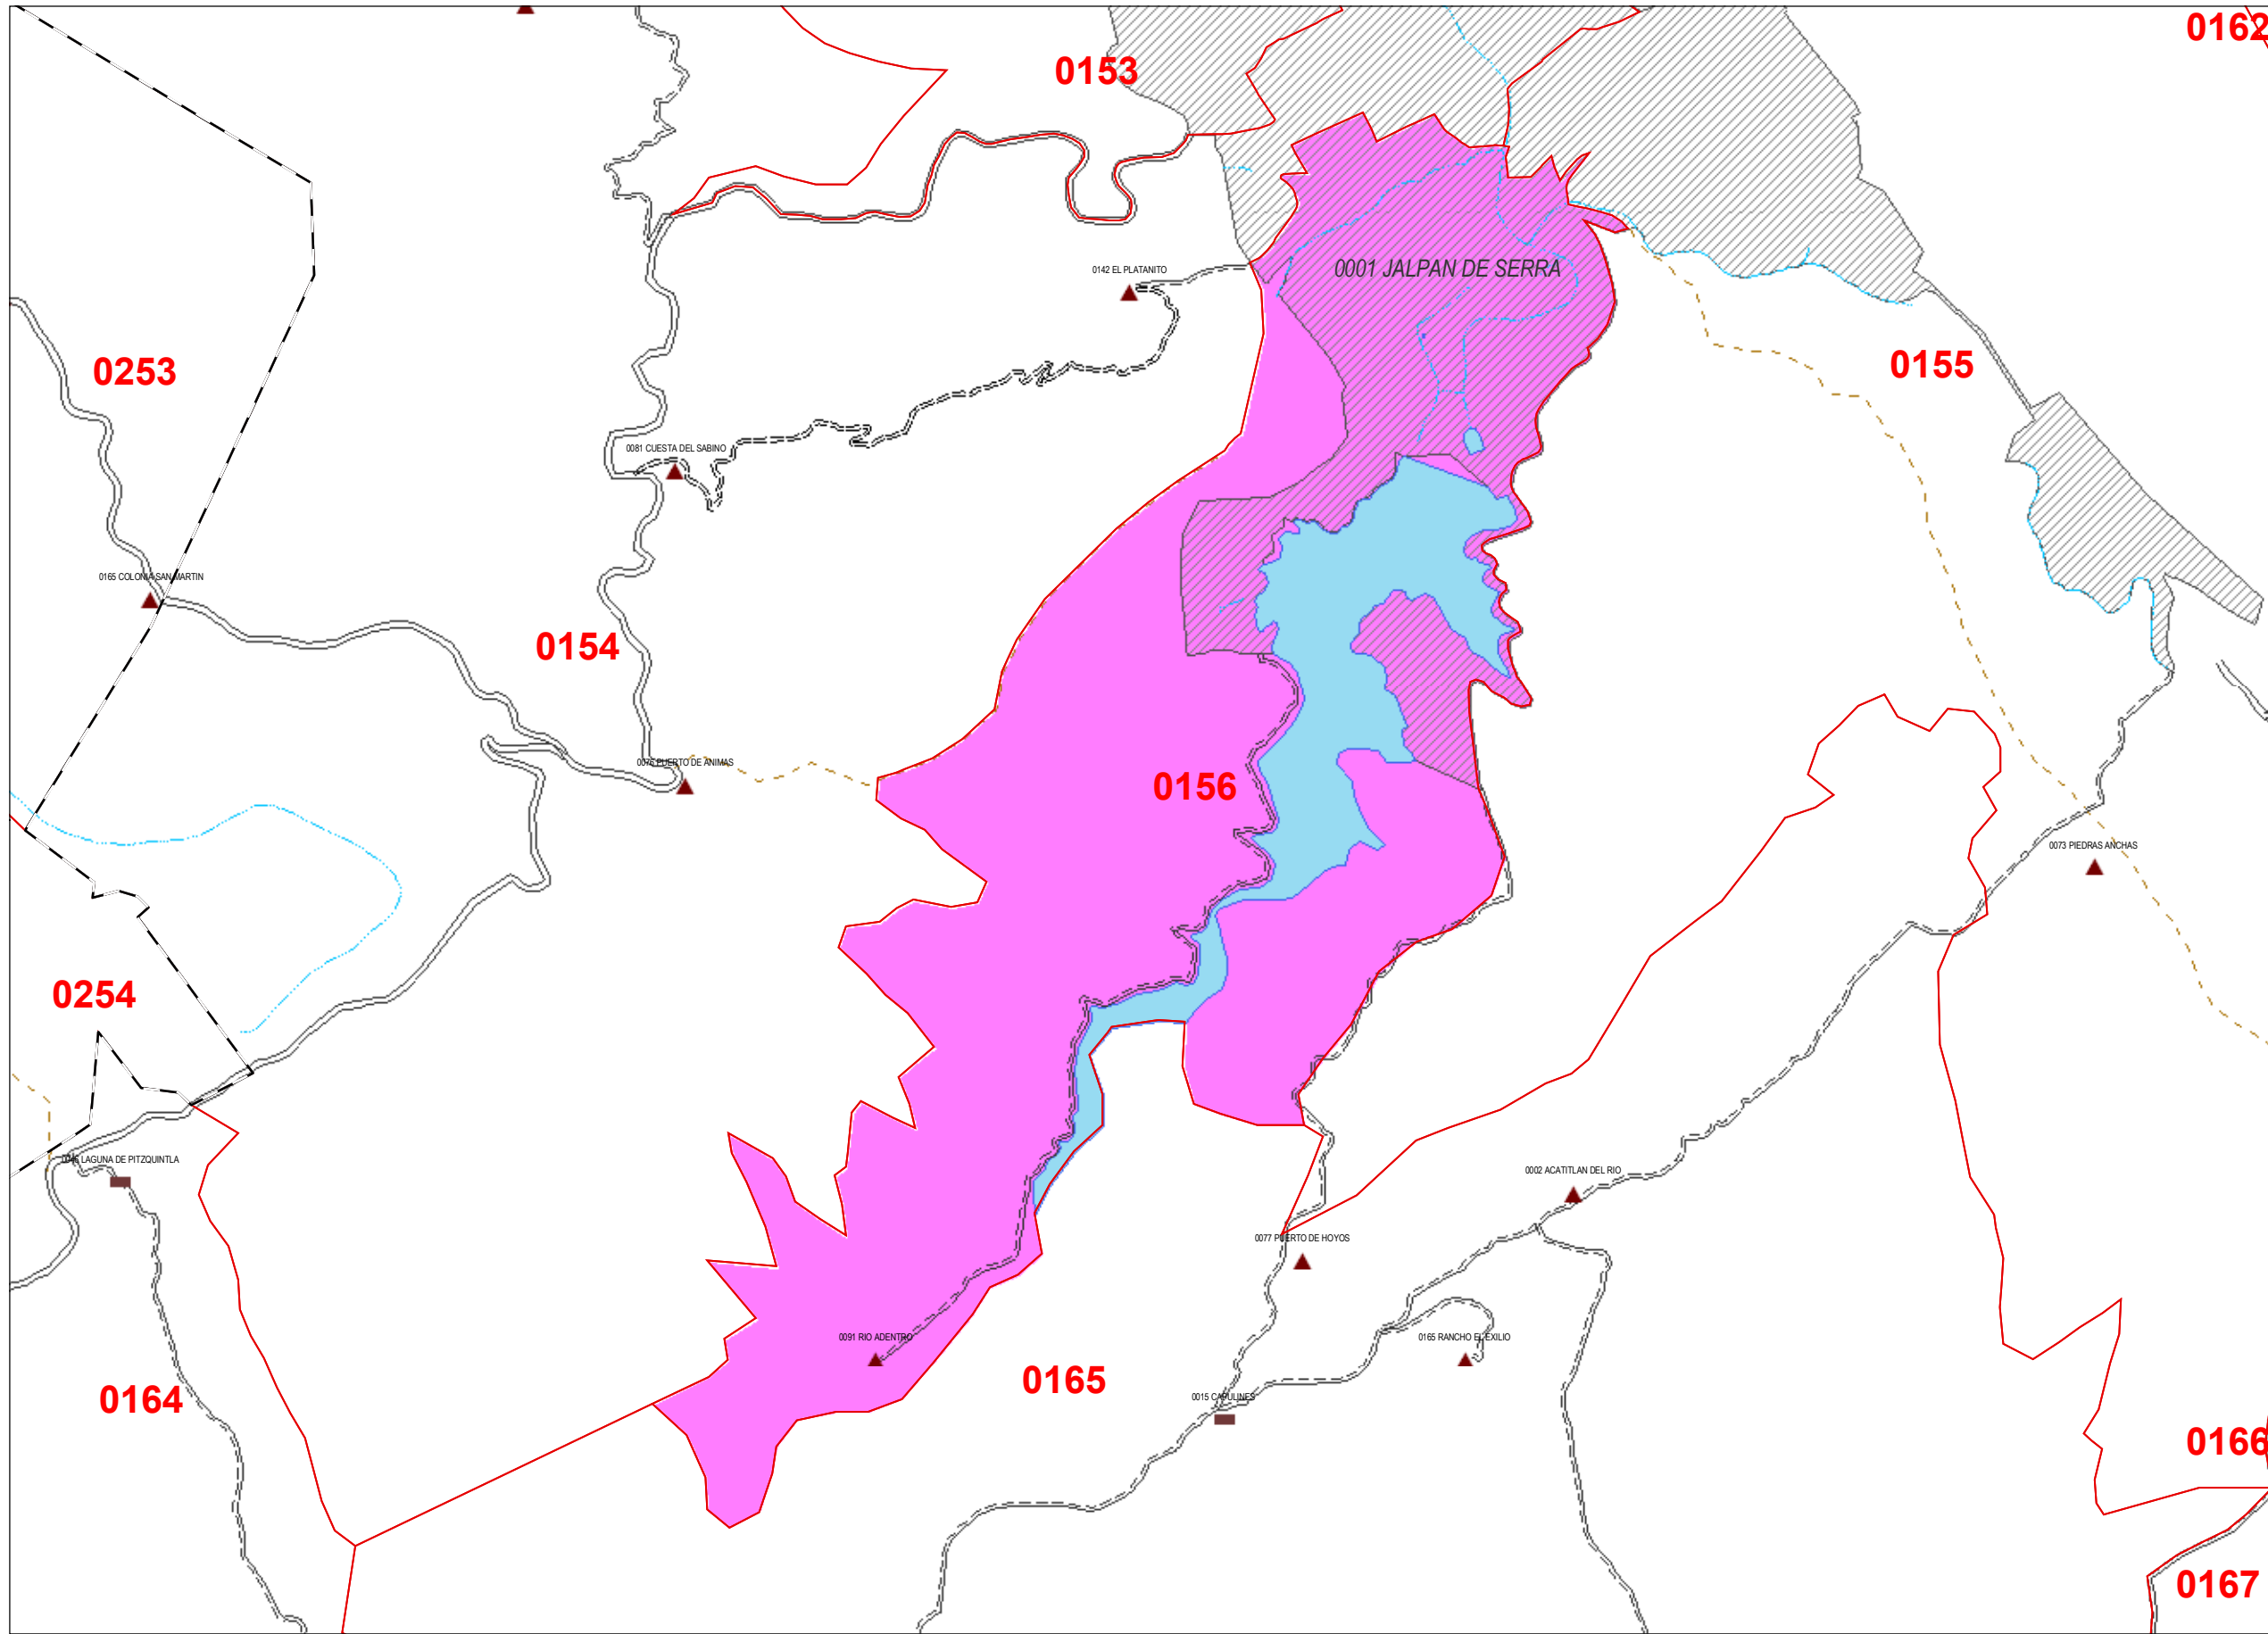 0162
0153
0142 EL PLATANITO
0001 JALPAN DE SERRA
0253
0155
0081 CUESTA DEL SABINO
0165 COLONIA SAN MARTIN
0154
0076 PUERTO DE ANIMAS
0156
0073 PIEDRAS ANCHAS
0254
LAGUNA DE PITZQUINTLA
0002 ACATITLAN DEL RIO
0077 PUERTO DE HOYOS
0091 RIO ADENTRO
0165 RANCHO EL EXILIO
0165
0164
0015 CAPULINES
0166
0167